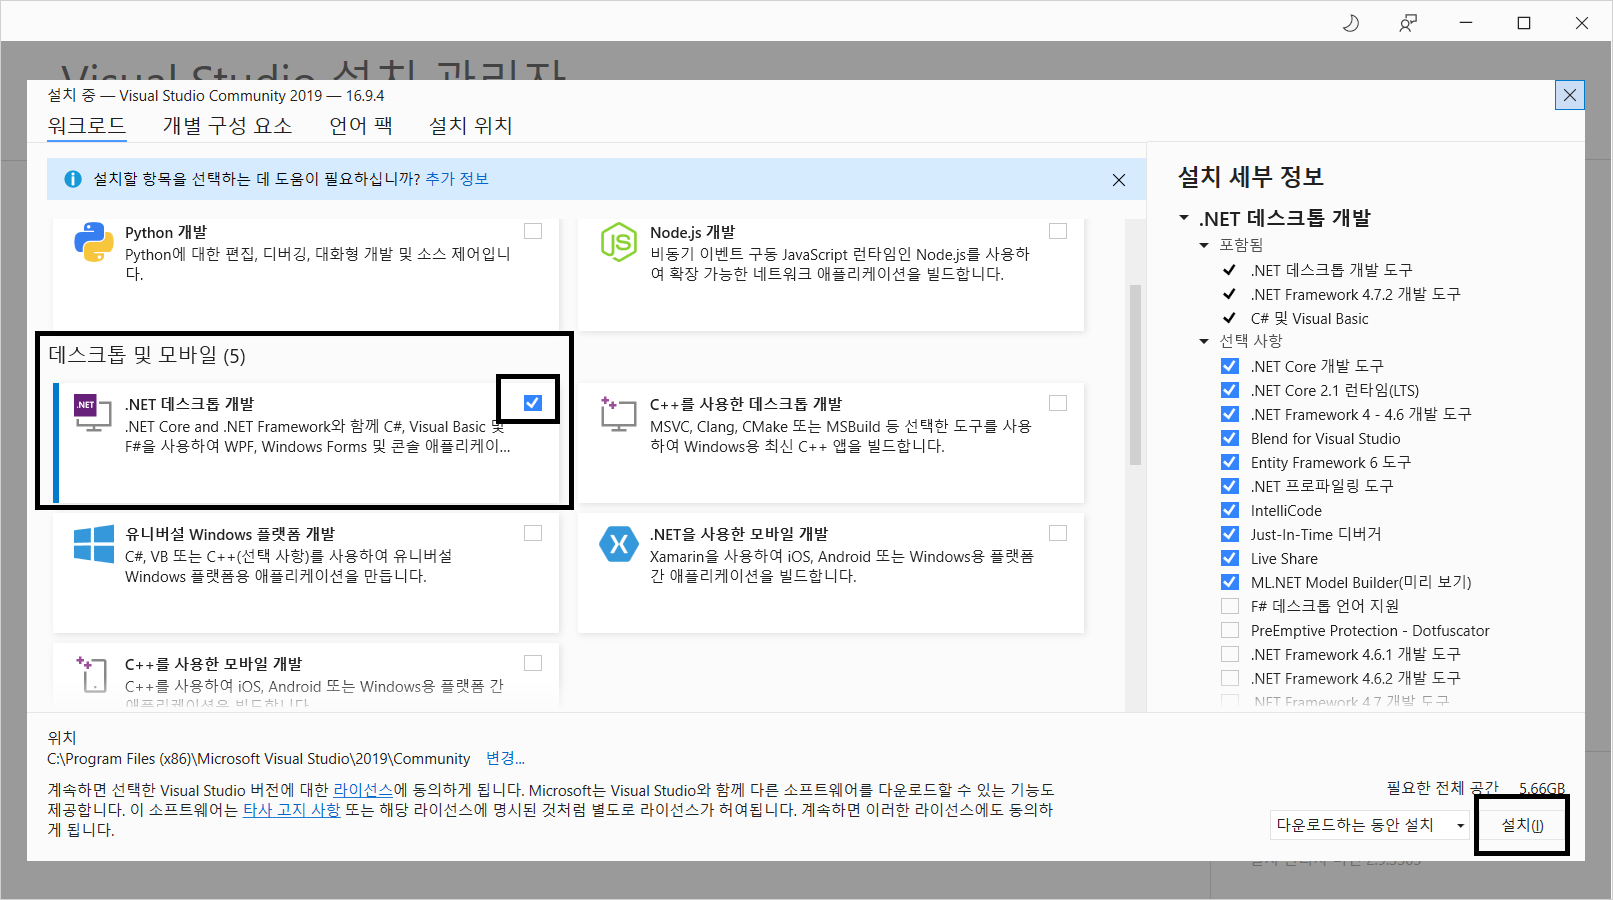 Visual Studio 설치 관리자
설치 중 — Visual Studio Community 2019 — 16.9.4
워크로드 개별 구성 요소 언어 팩 설치 위치
설치할 항목을 선택하는 데 도움이 필요하십니까? 추가 정보
Python 개발
Python에 대한 편집, 디버깅, 대화형 개발 및 소스 제어입니
다.
Node.js 개발
비동기 이벤트 구동 JavaScript 런타임인 Node.js를 사용하
여 확장 가능한 네트워크 애플리케이션을 빌드합니다.
데스크톱 및 모바일 (5)
.NET
.NET 데스크톱 개발
.NET Core and .NET Framework와 함께 C#, Visual Basic 및
F#을 사용하여 WPF, Windows Forms 및 콘솔 애플리케이...
C++를 사용한 데스크톱 개발
MSVC, Clang, CMake 또는 MSBuild 등 선택한 도구를 사용
하여 Windows용 최신 C++ 앱을 빌드합니다.
유니버설 Windows 플랫폼 개발
C#, VB 또는 C++(선택 사항)를 사용하여 유니버설
Windows 플랫폼용 애플리케이션을 만듭니다.
.NET을 사용한 모바일 개발
Xamarin을 사용하여 iOS, Android 또는 Windows용 플랫폼
간 애플리케이션을 빌드합니다.
C++를 사용한 모바일 개발
C++를 사용하여 iOS, Android 또는 Windows용 플랫폼 간
애플리케이션을 빌드합니다.
설치 세부 정보
.NET 데스크톱 개발
포함됨
.NET 데스크톱 개발 도구
.NET Framework 4.7.2 개발 도구
C# 및 Visual Basic
선택 사항
.NET Core 개발 도구
.NET Core 2.1 런타임(LTS)
.NET Framework 4 - 4.6 개발 도구
Blend for Visual Studio
Entity Framework 6 도구
.NET 프로파일링 도구
IntelliCode
Just-In-Time 디버거
Live Share
ML.NET Model Builder(미리 보기)
F# 데스크톱 언어 지원
PreEmptive Protection - Dotfuscator
.NET Framework 4.6.1 개발 도구
.NET Framework 4.6.2 개발 도구
.NET Framework 4.7 개발 도구
위치
C:\Program Files (x86)\Microsoft Visual Studio\2019\Community 변경...
계속하면 선택한 Visual Studio 버전에 대한 라이선스에 동의하게 됩니다. Microsoft는 Visual Studio와 함께 다른 소프트웨어를 다운로드할 수 있는 기능도
제공합니다. 이 소프트웨어는 타사 고지 사항 또는 해당 라이선스에 명시된 것처럼 별도로 라이선스가 허여됩니다. 계속하면 이러한 라이선스에도 동의하
게 됩니다.
필요한 전체 공간 5.66GB
다운로드하는 동안 설치
설치(I)